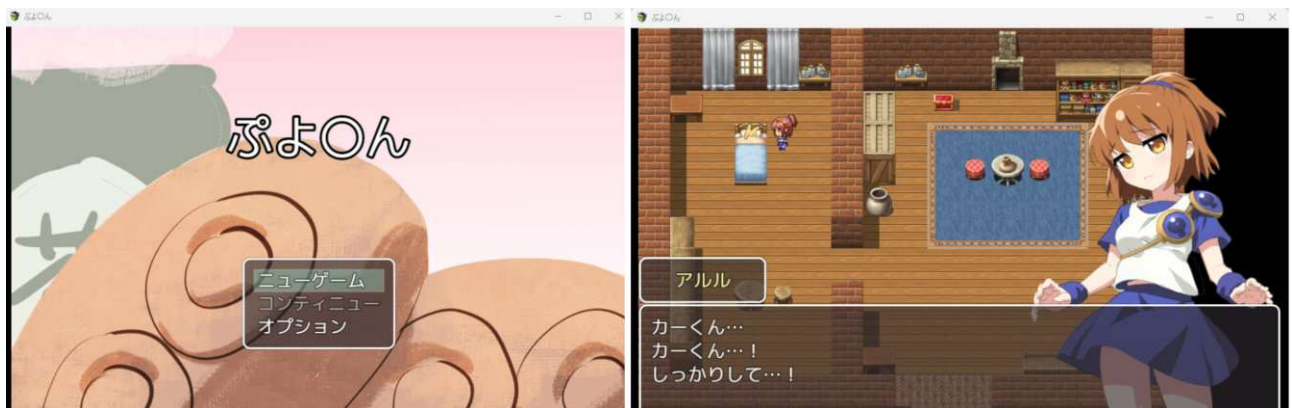 ぷよ〇ん
ぷよ〇ん
ニューゲーム
コンティニュー
オプション
ぷよ〇ん
アルル
カーくん…
カーくん…！
しっかりして…！